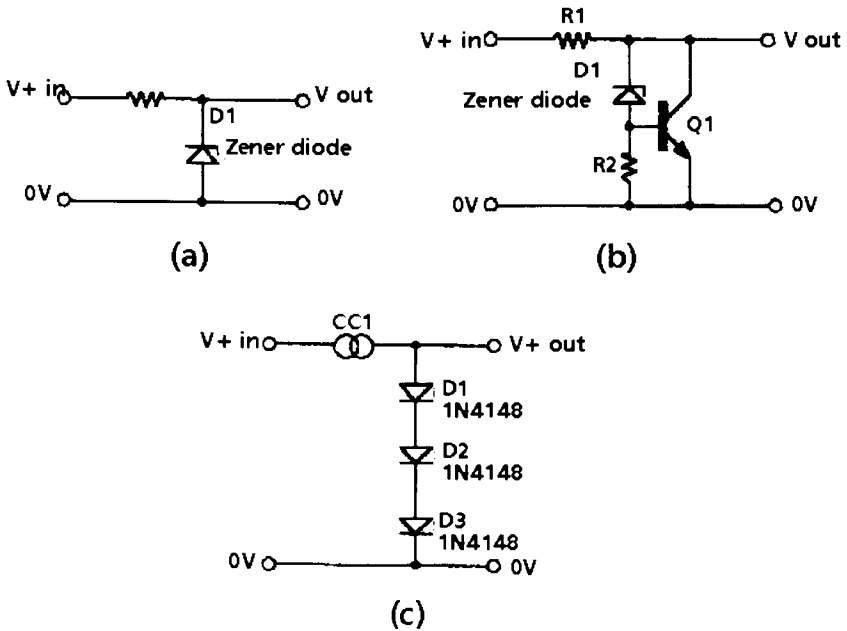 V+ in
D1
V out
Zener diode
0V
0V
(a)
R1
V+ in
V out
D1
Zener diode
Q1
R2
0V
0V
(b)
CC1
V+ in
V+ out
D1
1N4148
D2
1N4148
D3
1N4148
0V
0V
(c)